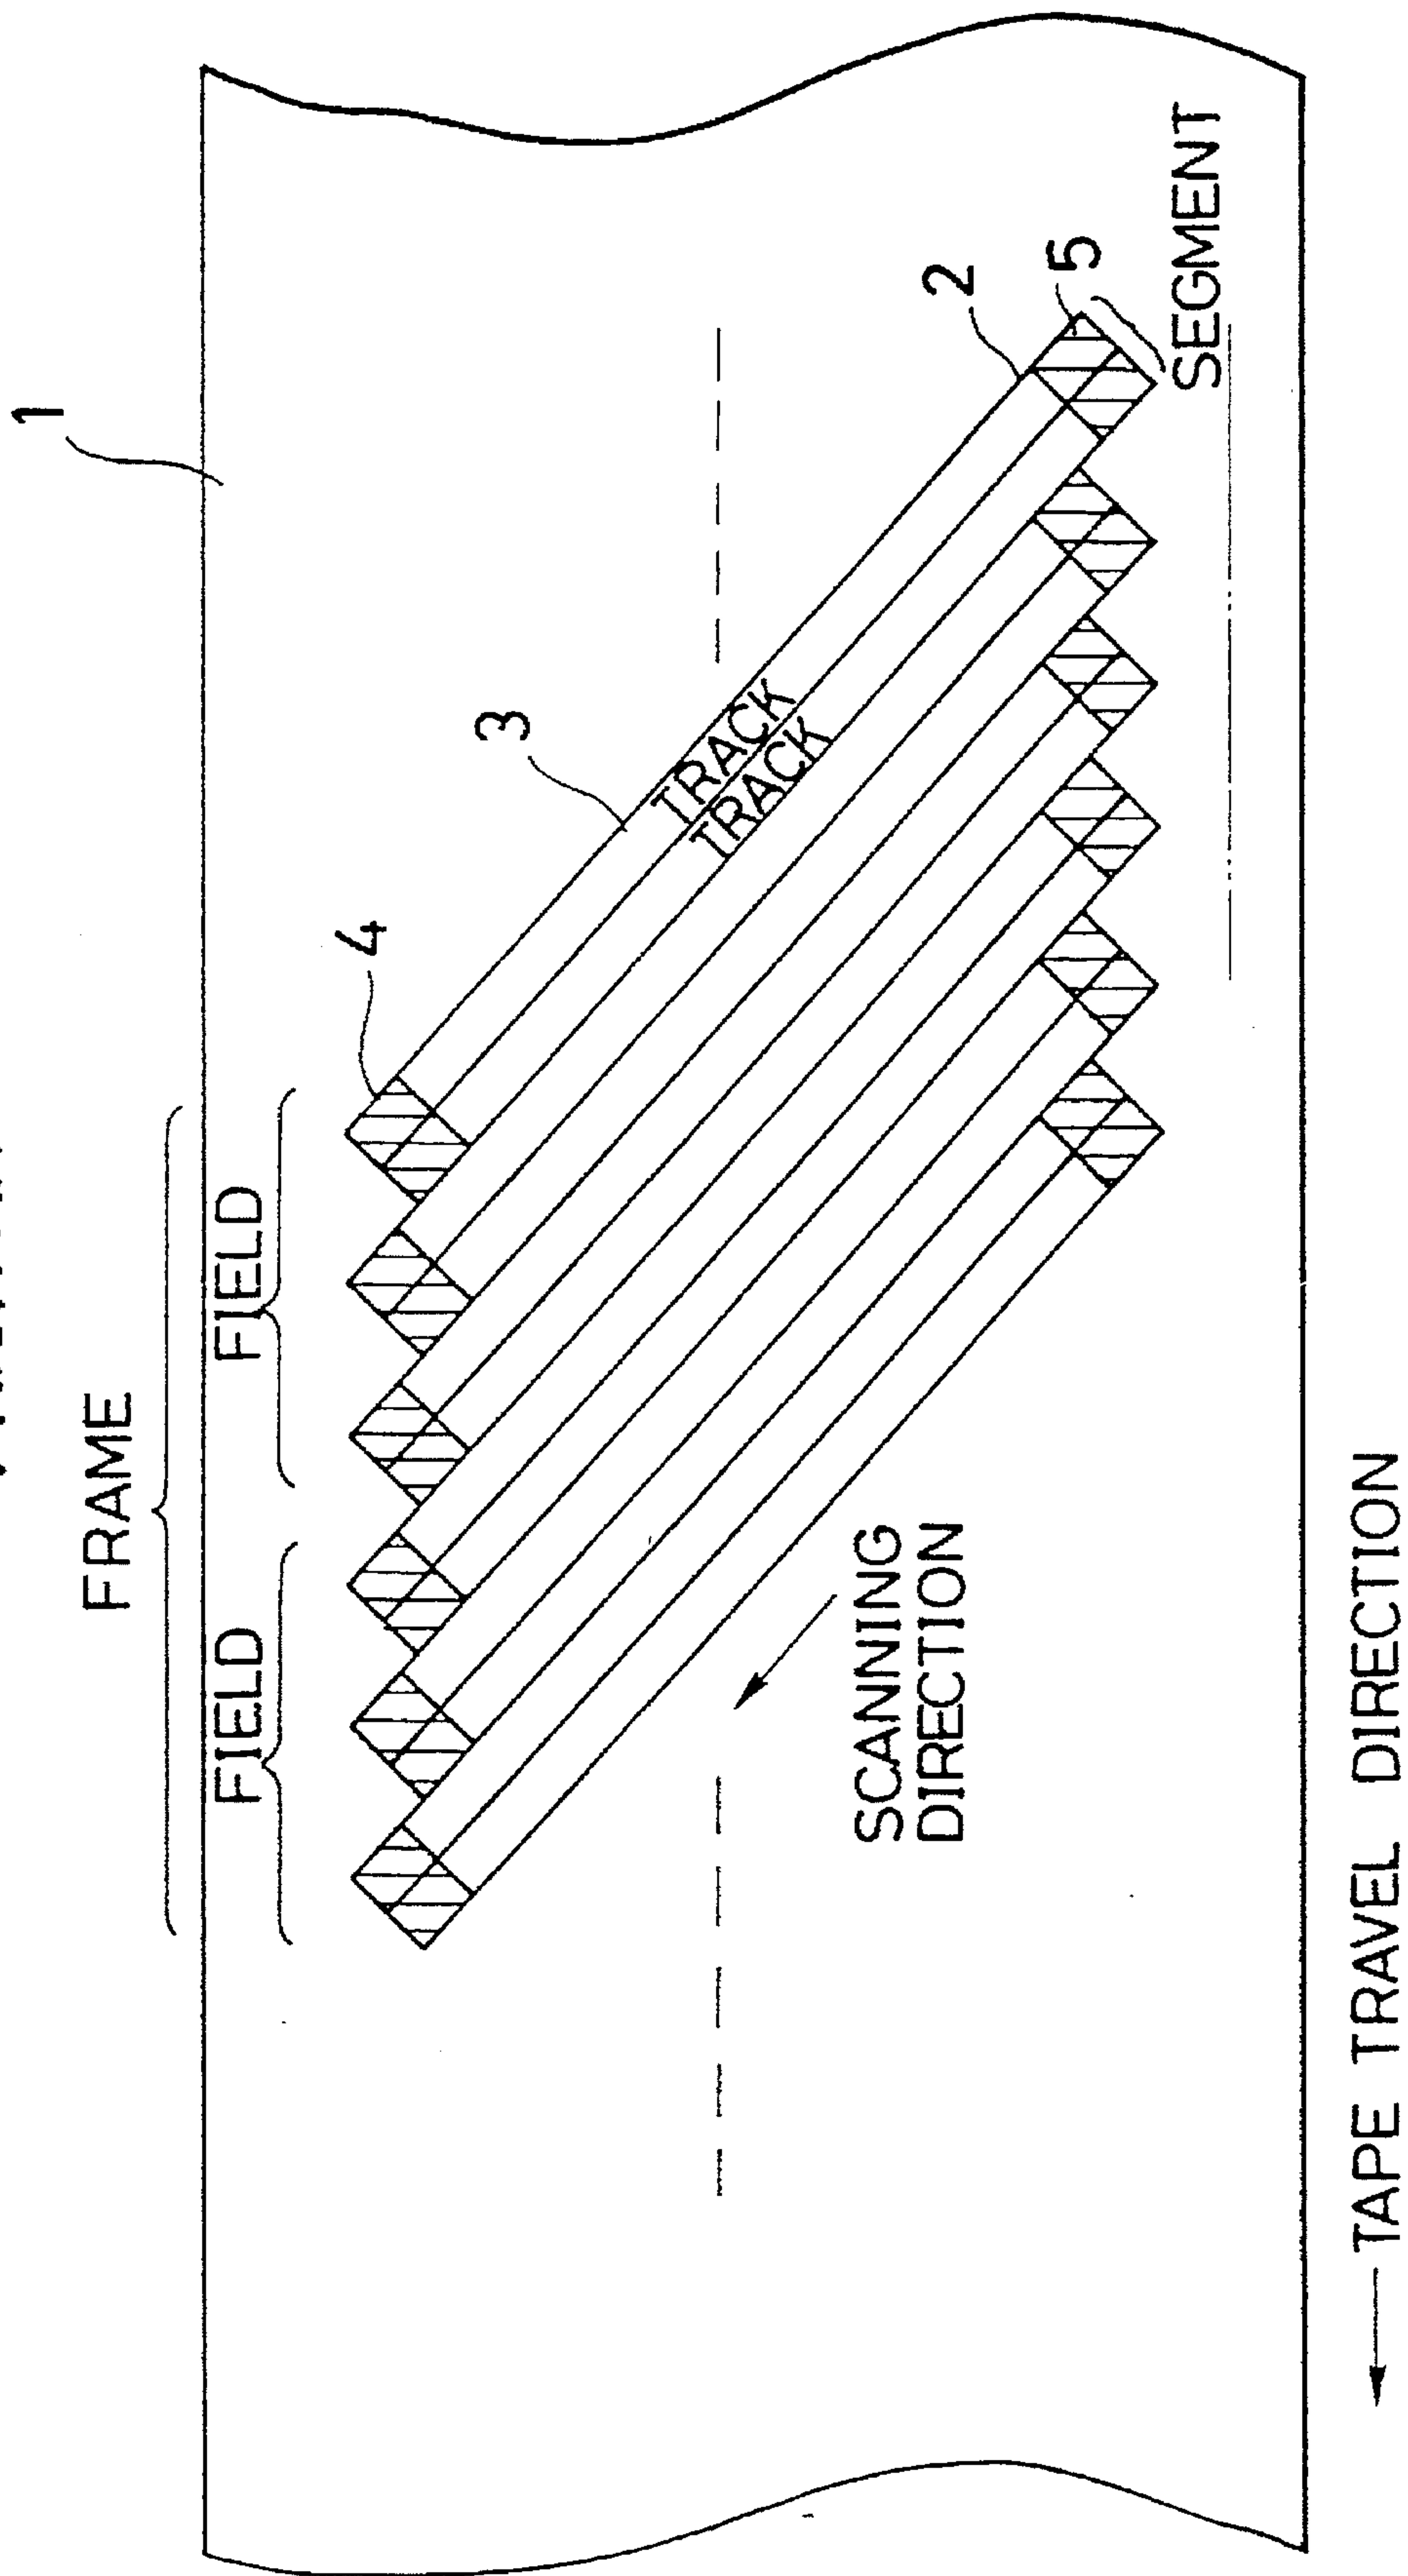 1
FRAME
FIELD
FIELD
4
3
2
5
TRACK
TRACK
SEGMENT
SCANNING
DIRECTION
TAPE TRAVEL DIRECTION